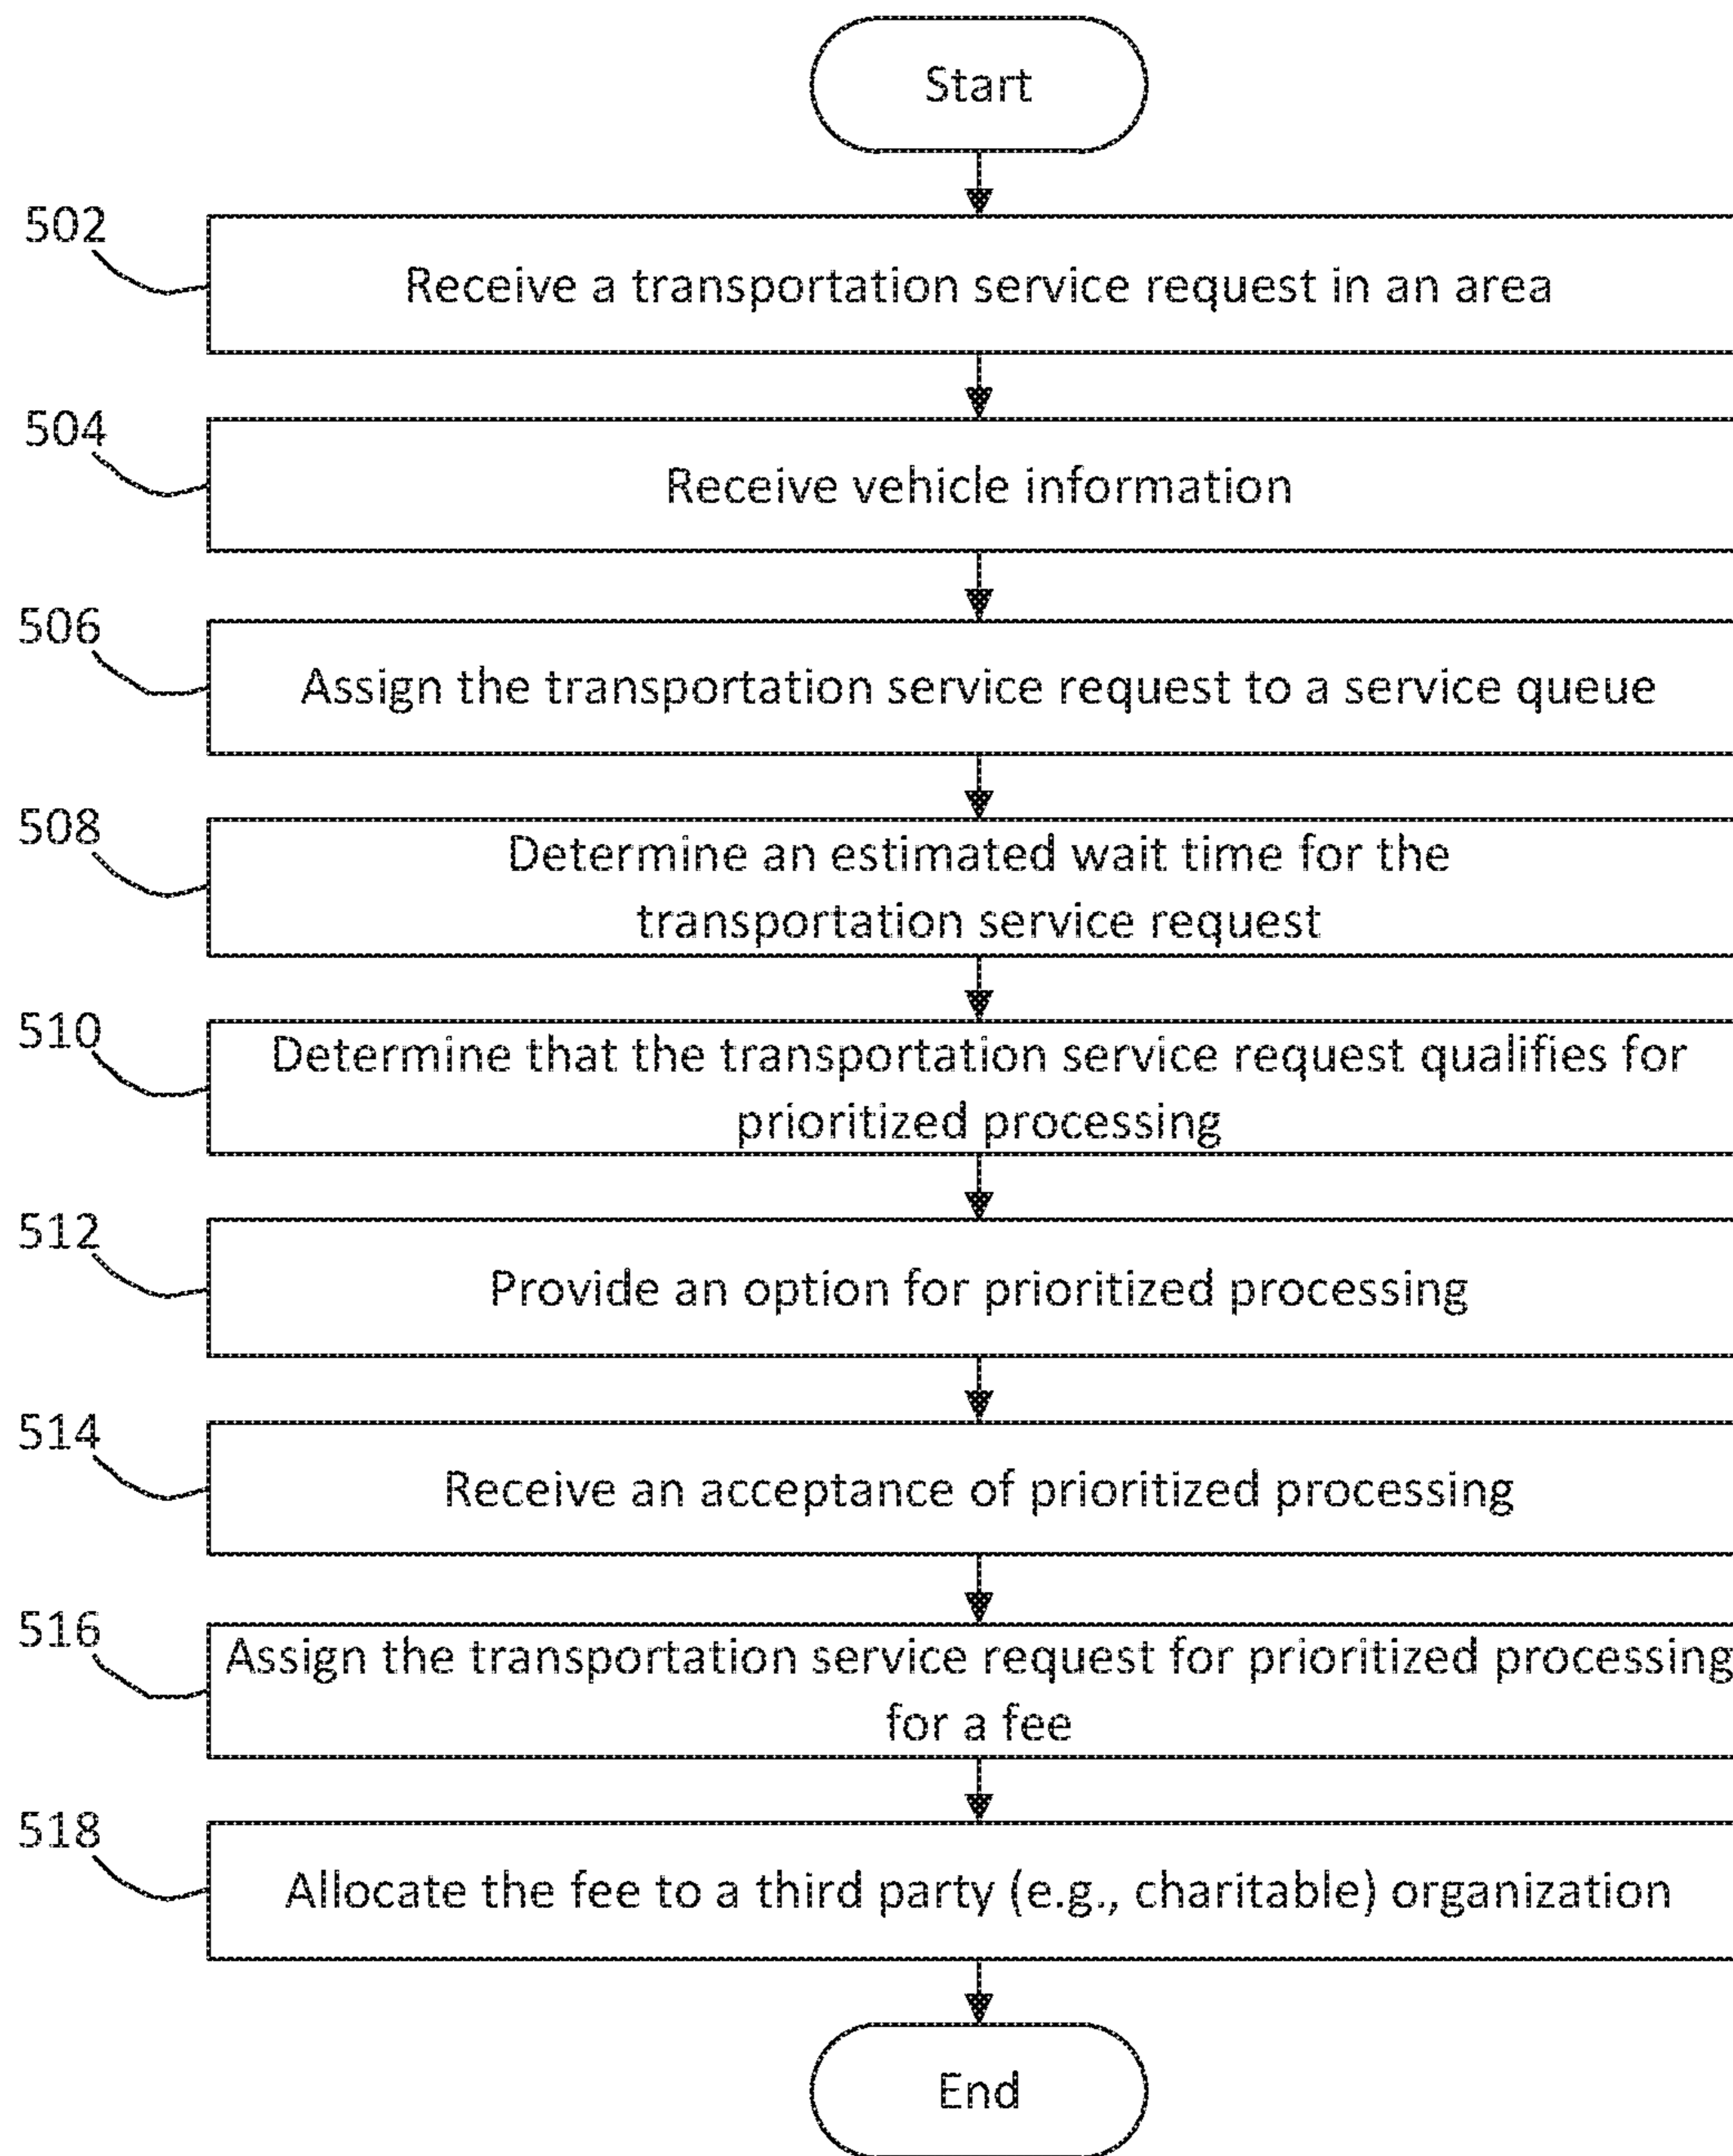 Start
502
Receive a transportation service request in an area
504
Receive vehicle information
506
Assign the transportation service request to a service queue
508
Determine an estimated wait time for the
transportation service request
510
Determine that the transportation service request qualifies for
prioritized processing
512
Provide an option for prioritized processing
514
Receive an acceptance of prioritized processing
516
Assign the transportation service request for prioritized processing
for a fee
518
Allocate the fee to a third party (e.g., charitable) organization
End